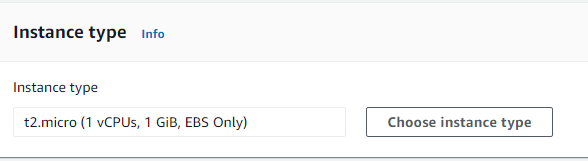 Instance type Info
Instance type
t2.micro (1 vCPUs, 1 GiB, EBS Only) Choose instance type